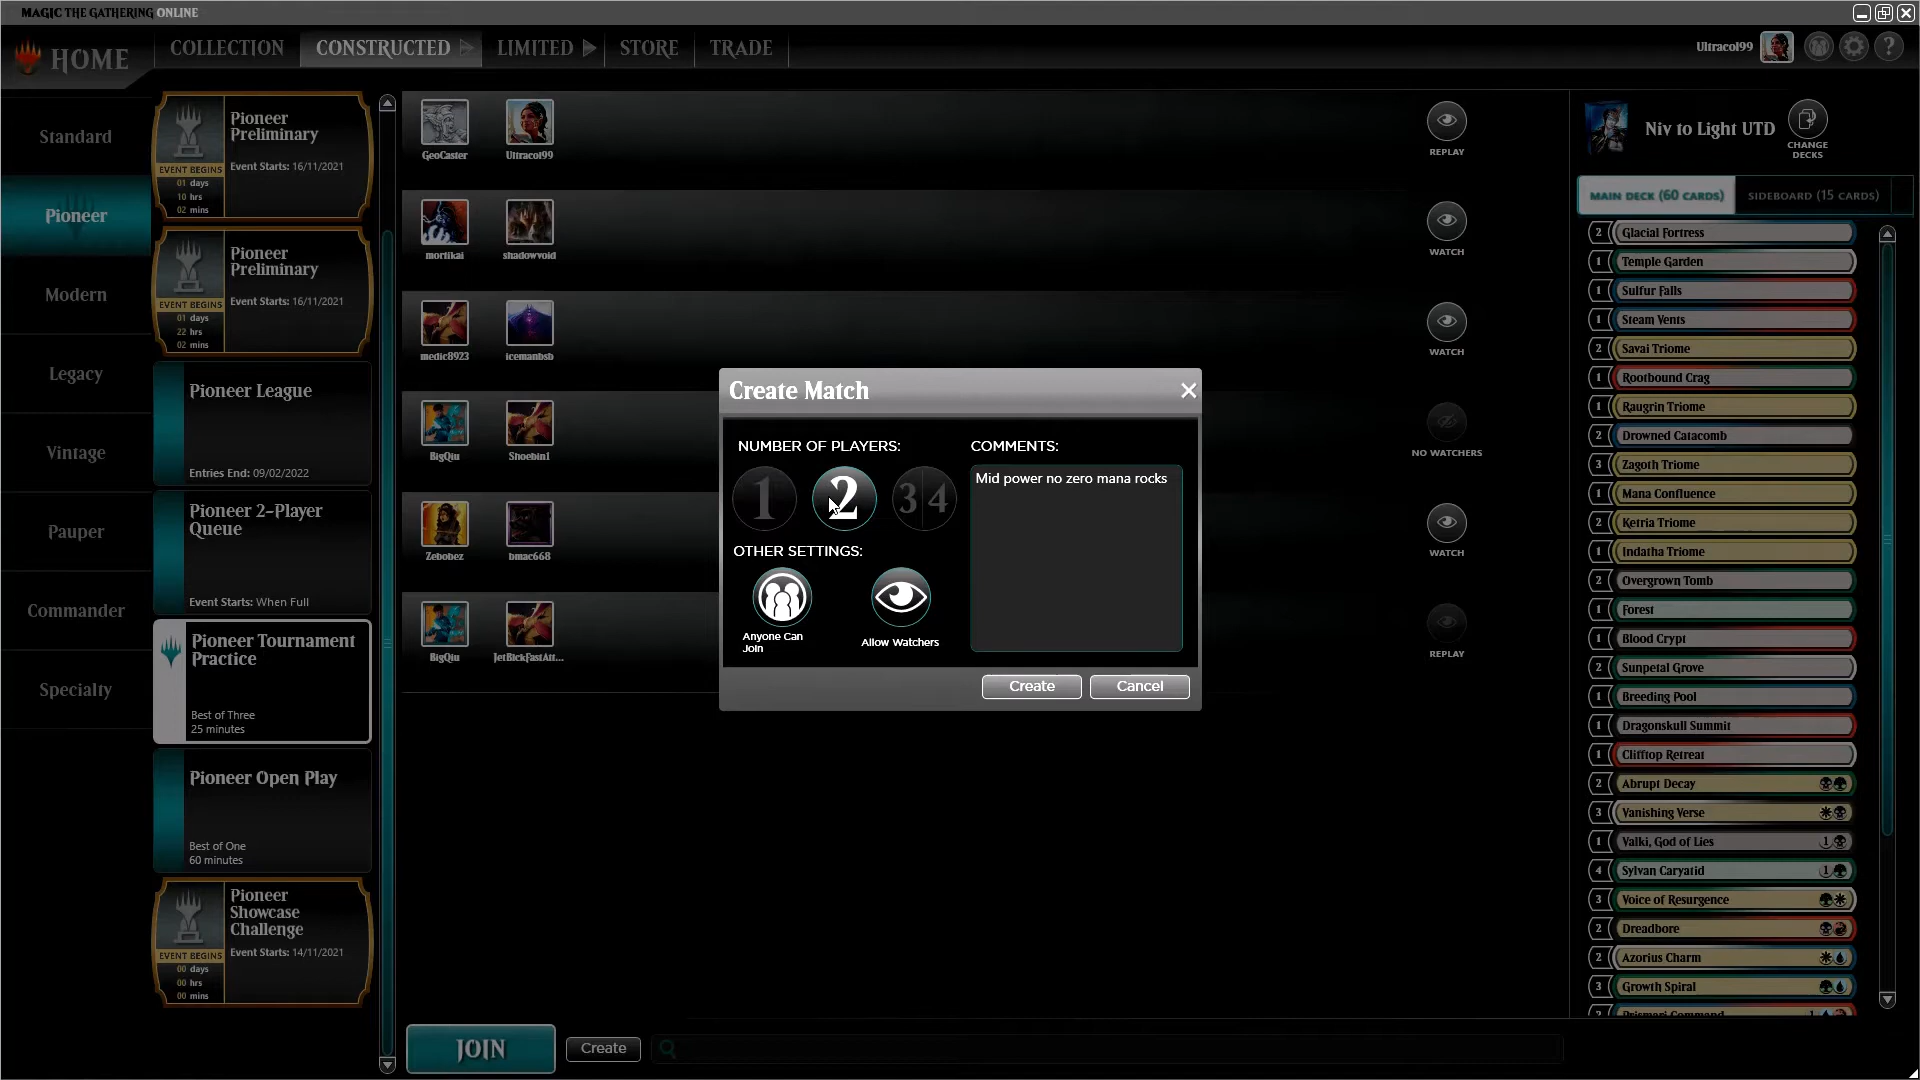 MAGIC THE GATHERING ONLINE
HOME
COLLECTION
CONSTRUCTED
LIMITED
STORE
TRADE
Ultracol99
Standard
Pioneer
Modern
Legacy
Vintage
Pauper
Commander
Specialty
Pioneer
Preliminary
Event Starts: 16/11/2021
EVENT BEGINS
01 days
10 hrs
02 mins
Pioneer
Preliminary
Event Starts: 16/11/2021
EVENT BEGINS
01 days
22 hrs
02 mins
Pioneer League
Entries End: 09/02/2022
Pioneer 2-Player
Queue
Event Starts: When Full
Pioneer Tournament
Practice
Best of Three
25 minutes
Pioneer Open Play
Best of One
60 minutes
Pioneer
Showcase
Challenge
Event Starts: 14/11/2021
EVENT BEGINS
00 days
00 hrs
00 mins
GeoCaster
Ultracol99
REPLAY
mortikai
shadowvoid
WATCH
medic8923
icemanbsb
WATCH
BigQiu
Shoebin1
NO WATCHERS
Zebobez
bmac668
WATCH
BigQiu
JetBlckFastAtt...
REPLAY
Create Match
NUMBER OF PLAYERS:
1
2
3|4
OTHER SETTINGS:
Anyone Can
Join
Allow Watchers
COMMENTS:
Mid power no zero mana rocks
Create
Cancel
JOIN
Create
Niv to Light UTD
CHANGE
DECKS
MAIN DECK (60 CARDS)
SIDEBOARD (15 CARDS)
2 Glacial Fortress
1 Temple Garden
1 Sulfur Falls
1 Steam Vents
2 Savai Triome
1 Rootbound Crag
1 Raugrin Triome
2 Drowned Catacomb
3 Zagoth Triome
1 Mana Confluence
2 Ketria Triome
1 Indatha Triome
2 Overgrown Tomb
1 Forest
1 Blood Crypt
2 Sunpetal Grove
1 Breeding Pool
1 Dragonskull Summit
1 Clifftop Retreat
2 Abrupt Decay
3 Vanishing Verse
1 Valki, God of Lies 1
4 Sylvan Caryatid 1
3 Voice of Resurgence
2 Dreadbore
2 Azorius Charm
3 Growth Spiral
Prismari Command 1